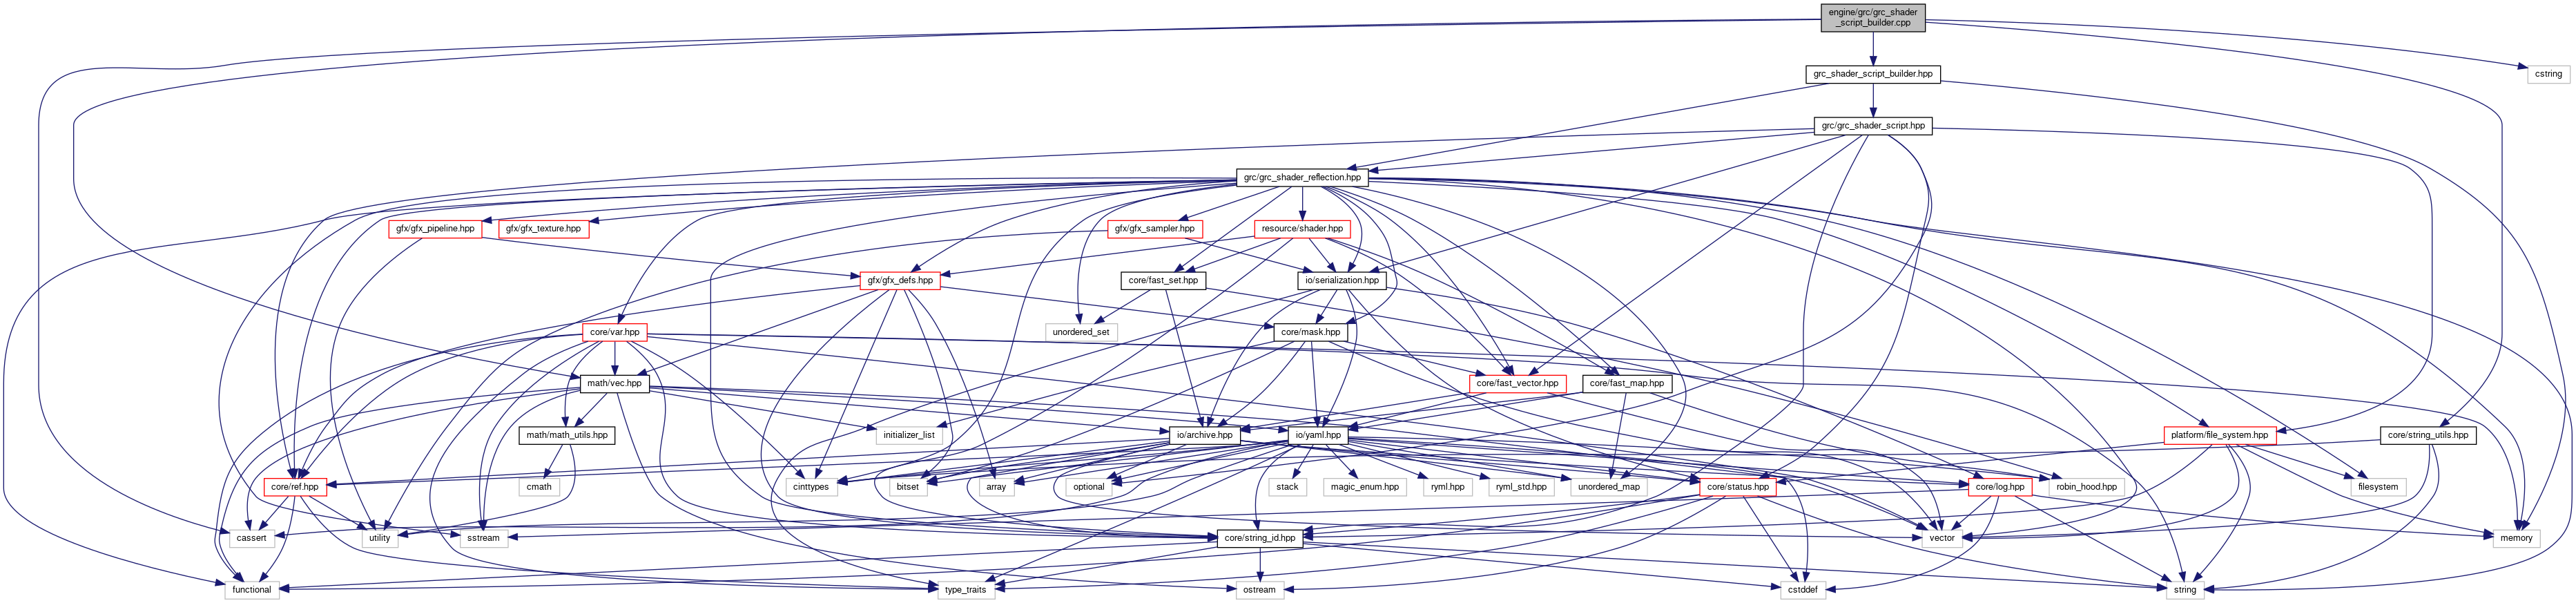 engine/grc/grc_shader
_script_builder.cpp
grc_shader_script_builder.hpp
cstring
grc/grc_shader_script.hpp
grc/grc_shader_reflection.hpp
gfx/gfx_pipeline.hpp
gfx/gfx_texture.hpp
gfx/gfx_sampler.hpp
resource/shader.hpp
gfx/gfx_defs.hpp
core/fast_set.hpp
io/serialization.hpp
core/var.hpp
unordered_set
core/mask.hpp
math/vec.hpp
core/fast_vector.hpp
core/fast_map.hpp
math/math_utils.hpp
initializer_list
io/archive.hpp
io/yaml.hpp
platform/file_system.hpp
core/string_utils.hpp
core/ref.hpp
cmath
cinttypes
bitset
array
optional
stack
magic_enum.hpp
ryml.hpp
ryml_std.hpp
unordered_map
core/status.hpp
core/log.hpp
robin_hood.hpp
filesystem
cassert
utility
sstream
core/string_id.hpp
vector
memory
functional
type_traits
ostream
cstddef
string